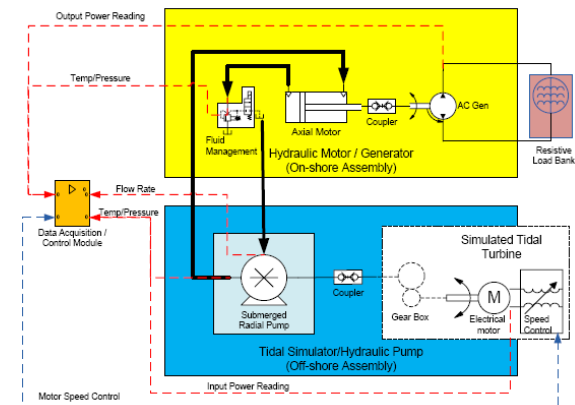 Output Power Reading
Temp/Pressure
Fluid
Management
Axial Motor
Coupler
AC Gen
Resistive
Load Bank
Hydraulic Motor / Generator
(On-shore Assembly)
Flow Rate
Temp/Pressure
Data Acquisition /
Control Module
Simulated Tidal
Turbine
Submerged
Radial Pump
Coupler
Gear Box
M
Electrical
motor
Speed
Control
Tidal Simulator/Hydraulic Pump
(Off-shore Assembly)
Input Power Reading
Motor Speed Control